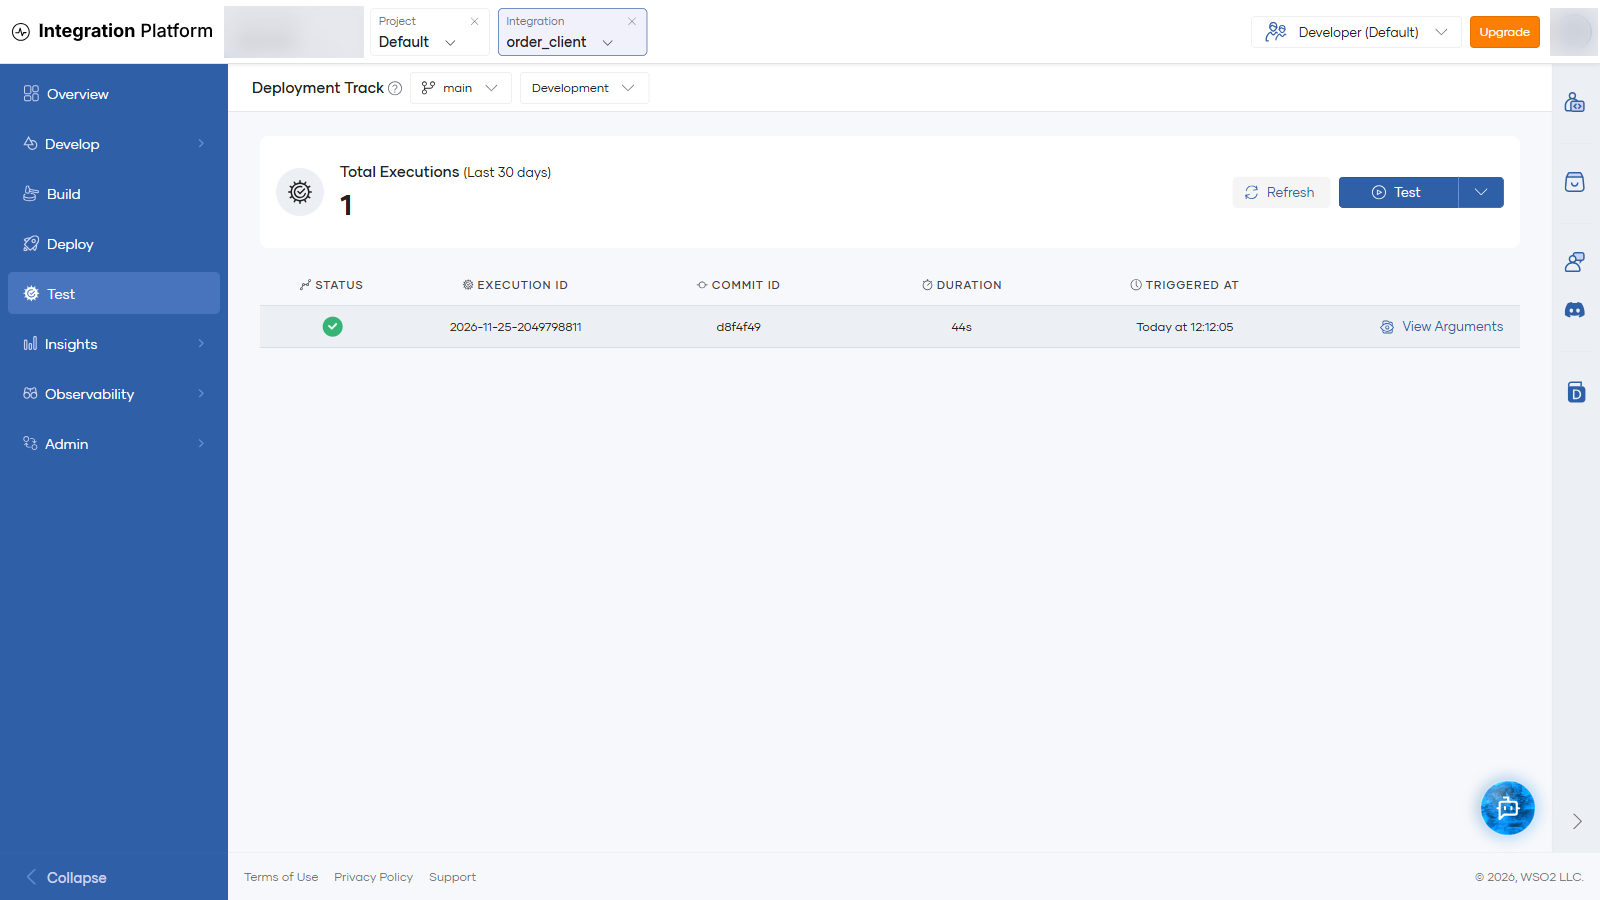 Integration Platform
Project
Default
Integration
order_client
Developer (Default)
Upgrade
Overview
Develop
Build
Deploy
Test
Insights
Observability
Admin
Collapse
Deployment Track
main
Development
Total Executions (Last 30 days)
1
Refresh
Test
STATUS EXECUTION ID COMMIT ID DURATION TRIGGERED AT
2026-11-25-2049798811 d8f4f49 44s Today at 12:12:05 View Arguments
D
Terms of Use Privacy Policy Support
© 2026, WSO2 LLC.